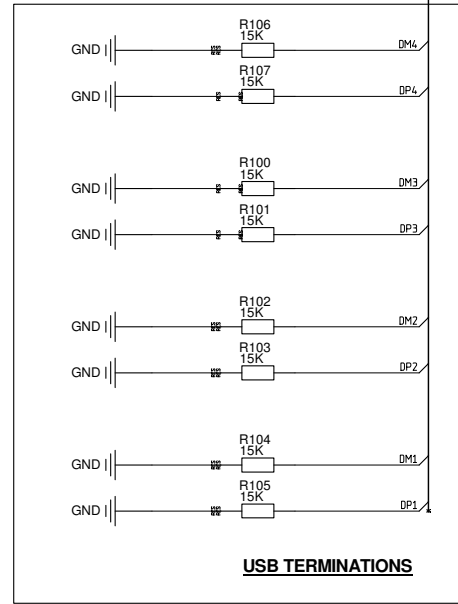 R106
15K
GND DM4
R107
15K
GND DP4
R100
15K
GND DM3
R101
15K
GND DP3
R102
15K
GND DM2
R103
15K
GND DP2
R104
15K
GND DM1
R105
15K
GND DP1
USB TERMINATIONS